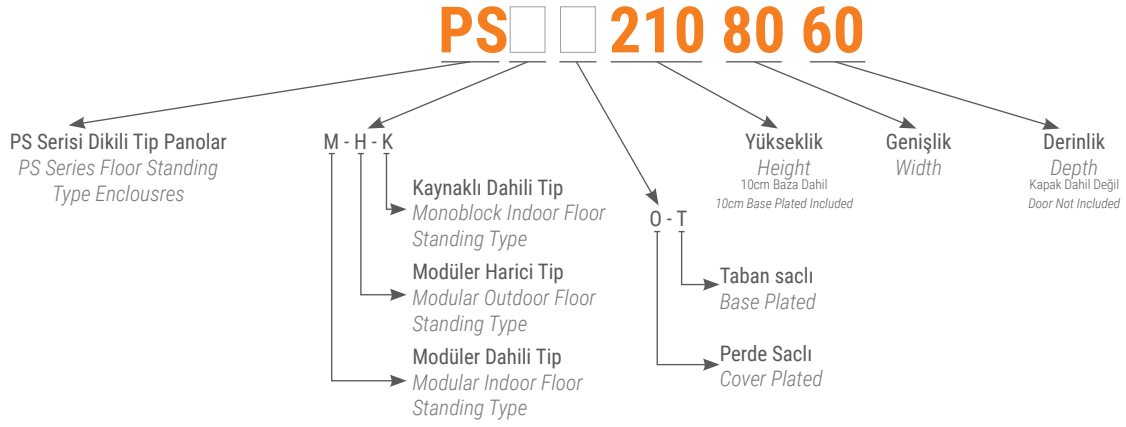 PS 210 80 60
PS Serisi Dikili Tip Panolar
PS Series Floor Standing
Type Enclousres
M - H - K
Kaynaklı Dahili Tip
Monoblock Indoor Floor
Standing Type
Modüler Harici Tip
Modular Outdoor Floor
Standing Type
Modüler Dahili Tip
Modular Indoor Floor
Standing Type
O - T
Taban saclı
Base Plated
Perde Saclı
Cover Plated
Yükseklik
Height
10cm Baza Dahil
10cm Base Plated Included
Genişlik
Width
Derinlik
Depth
Kapak Dahil Değil
Door Not Included